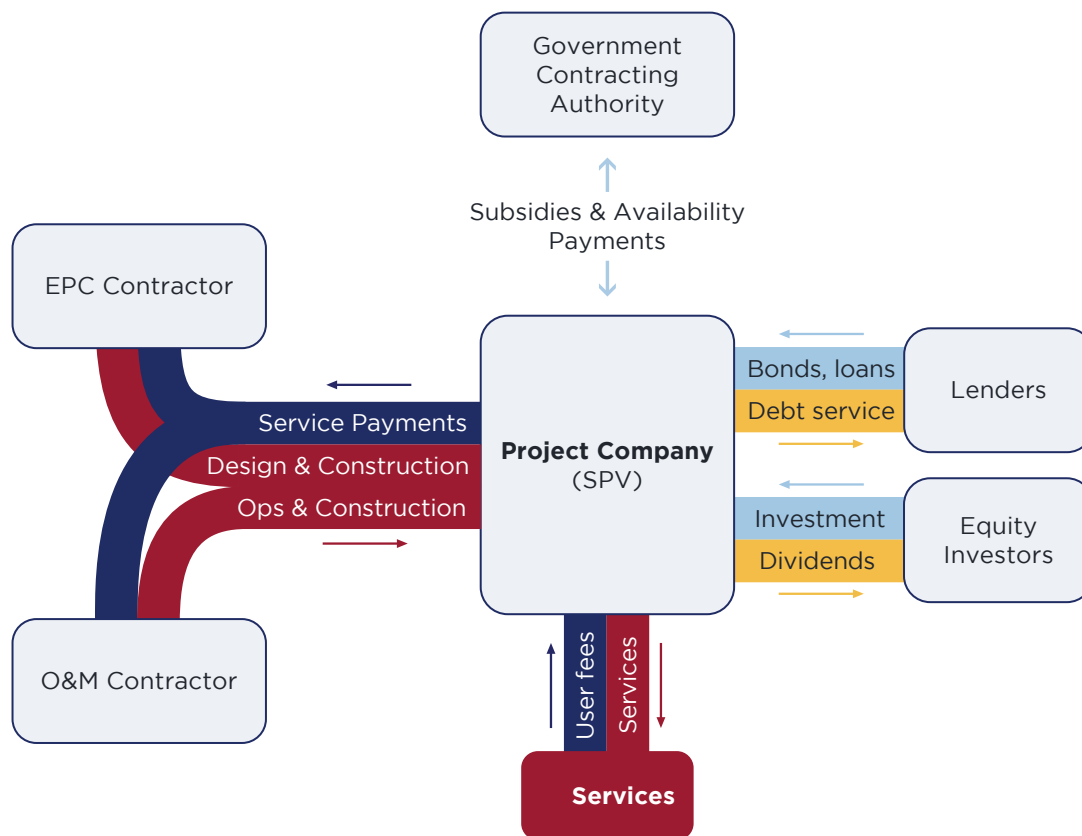 Government
Contracting
Authority
Subsidies & Availability
Payments
EPC Contractor
Service Payments
Design & Construction
Ops & Construction
O&M Contractor
Project Company
(SPV)
Bonds, loans
Debt service
Lenders
Investment
Dividends
Equity
Investors
User fees
Services
Services